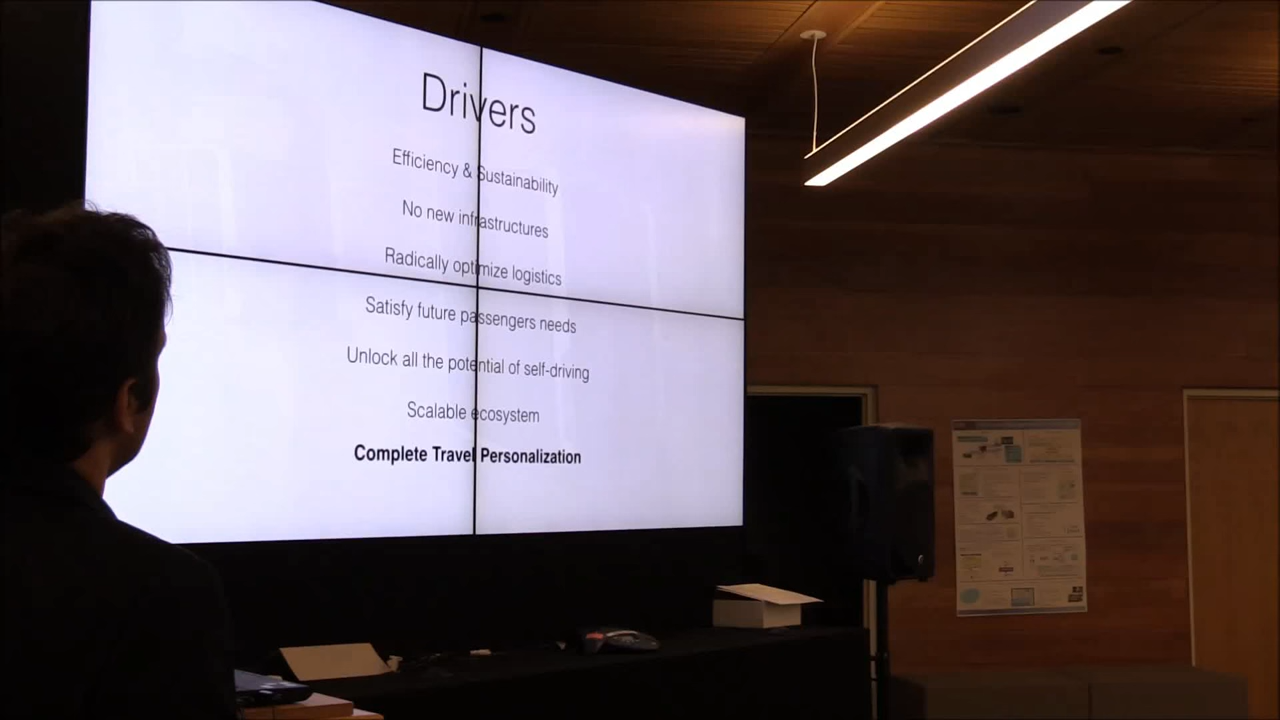 Drivers
Efficiency & Sustainability
No new infrastructures
Radically optimize logistics
Satisfy future passengers needs
Unlock all the potential of self-driving
Scalable ecosystem
Complete Travel Personalization